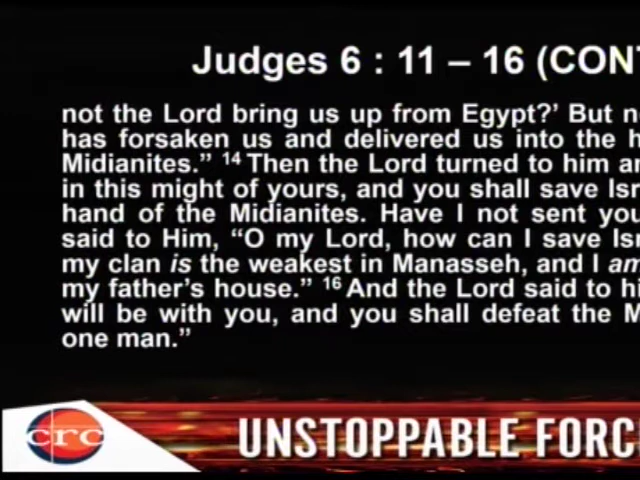 Judges 6 : 11 – 16 (CONT
not the Lord bring us up from Egypt?’ But n
has forsaken us and delivered us into the h
Midianites.” 14 Then the Lord turned to him an
in this might of yours, and you shall save Isr
hand of the Midianites. Have I not sent you
said to Him, “O my Lord, how can I save Isr
my clan is the weakest in Manasseh, and I am
my father’s house.” 16 And the Lord said to hi
will be with you, and you shall defeat the M
one man.”
crc
UNSTOPPABLE FORC